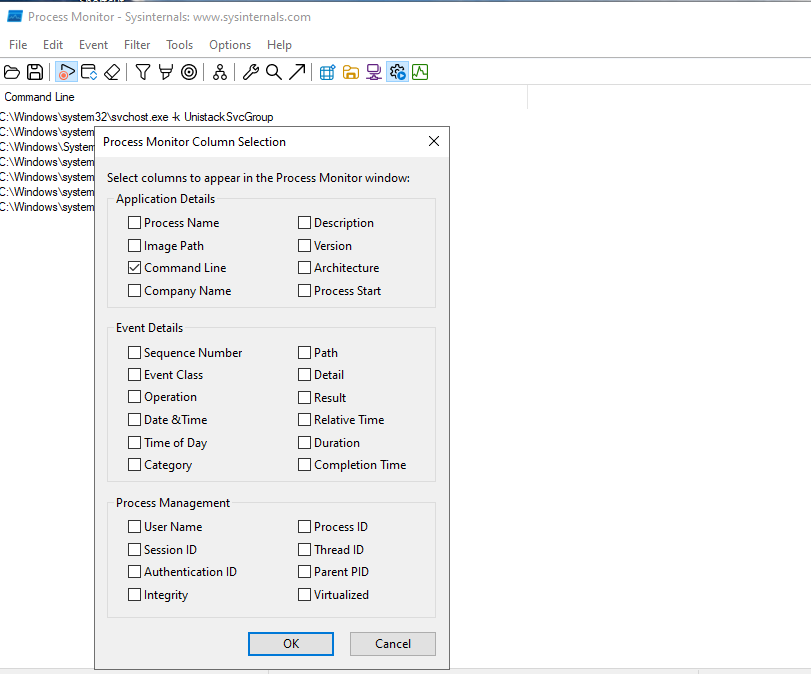 Process Monitor - Sysinternals: www.sysinternals.com
File Edit Event Filter Tools Options Help
Command Line
C:\Windows\system32\svchost.exe -k UnistackSvcGroup
C:\Windows\system
C:\Windows\System
C:\Windows\system
C:\Windows\system
C:\Windows\system
C:\Windows\system
Process Monitor Column Selection
Select columns to appear in the Process Monitor window:
Application Details
Process Name Description
Image Path Version
Command Line Architecture
Company Name Process Start
Event Details
Sequence Number Path
Event Class Detail
Operation Result
Date &Time Relative Time
Time of Day Duration
Category Completion Time
Process Management
User Name Process ID
Session ID Thread ID
Authentication ID Parent PID
Integrity Virtualized
OK Cancel